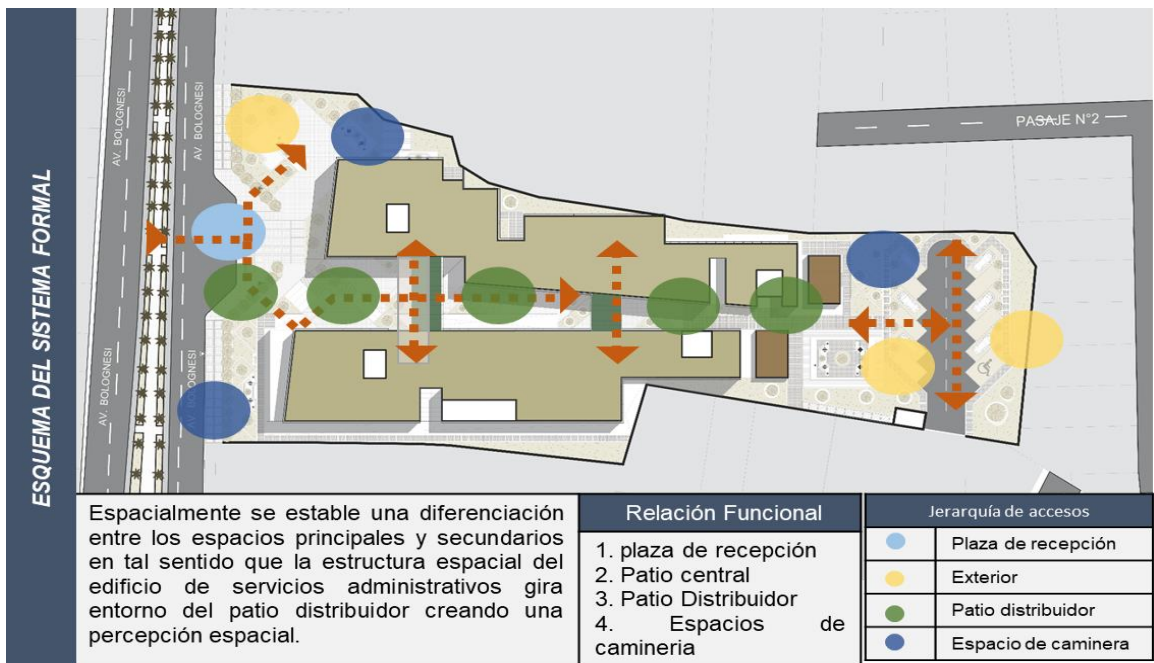 ESQUEMA DEL SISTEMA FORMAL
AV. BOLOGNESI
AV. BOLOGNESI
AV. BOLOGNESI
AV. BOLOGNESI
PASAJE N°2
Espacialmente se estable una diferenciación
entre los espacios principales y secundarios
en tal sentido que la estructura espacial del
edificio de servicios administrativos gira
entorno del patio distribuidor creando una
percepción espacial.
Relación Funcional
1. plaza de recepción
2. Patio central
3. Patio Distribuidor
4. Espacios de
camineria
Jerarquía de accesos
Plaza de recepción
Exterior
Patio distribuidor
Espacio de caminera